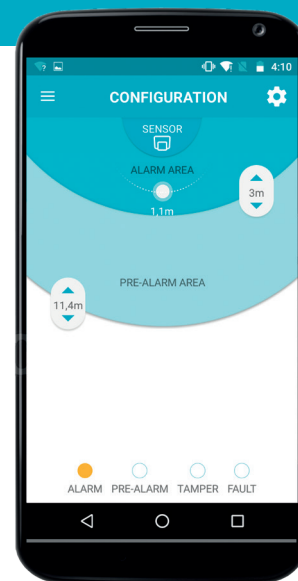 4:10
CONFIGURATION
SENSOR
ALARM AREA
3m
1,1m
PRE-ALARM AREA
11,4m
ALARM PRE-ALARM TAMPER FAULT